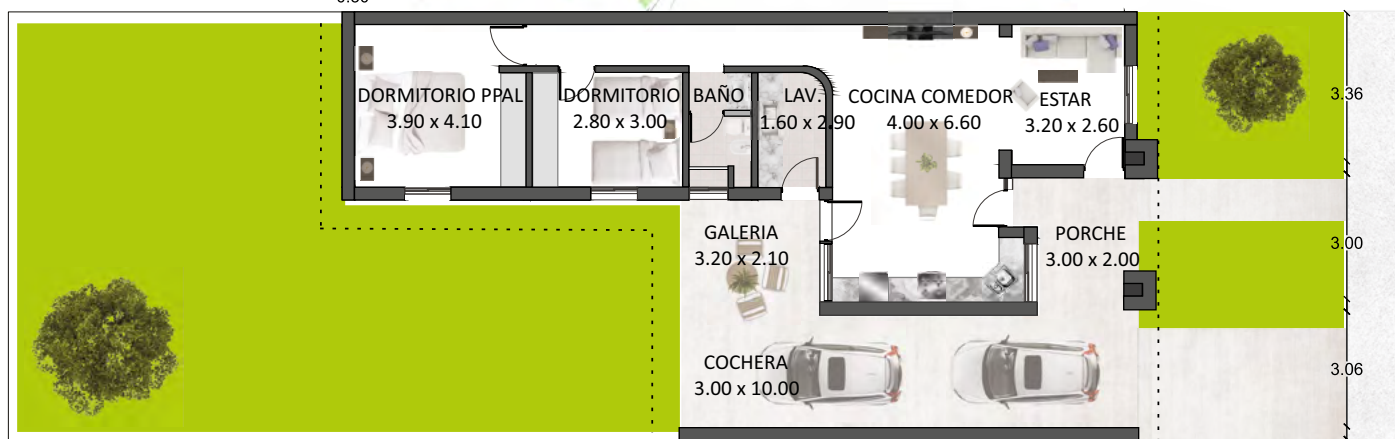 DORMITORIO PPAL
3.90 x 4.10
DORMITORIO
2.80 x 3.00
BAÑO
LAV.
1.60 x 2.90
COCINA COMEDOR
4.00 x 6.60
ESTAR
3.20 x 2.60
3.36
GALERIA
3.20 x 2.10
PORCHE
3.00 x 2.00
3.00
COCHERA
3.00 x 10.00
3.06